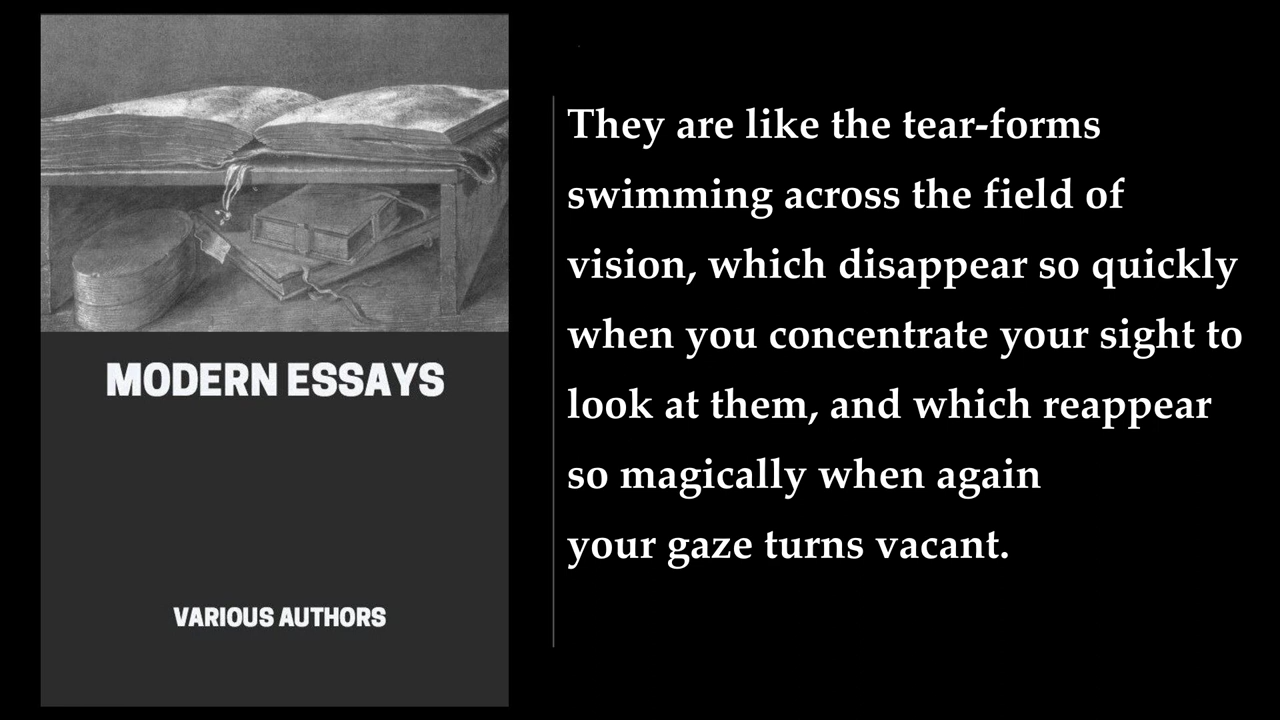 MODERN ESSAYS
VARIOUS AUTHORS
They are like the tear-forms
swimming across the field of
vision, which disappear so quickly
when you concentrate your sight to
look at them, and which reappear
so magically when again
your gaze turns vacant.